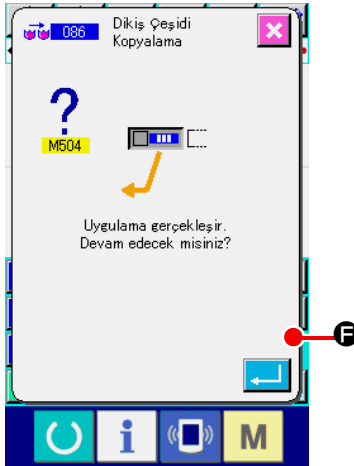 086
Dikiş Çeşidi
Kopyalama
?
M504
Uygulama gerçekleşir.
Devam edecek misiniz?
F
i
M